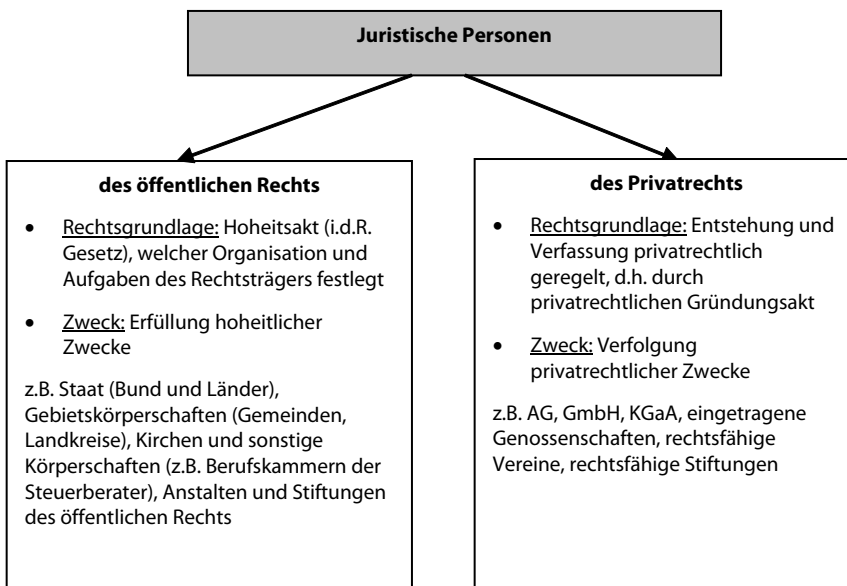 Juristische Personen
des öffentlichen Rechts
• Rechtsgrundlage: Hoheitsakt (i.d.R.
Gesetz), welcher Organisation und
Aufgaben des Rechtsträgers festlegt
• Zweck: Erfüllung hoheitlicher
Zwecke
z.B. Staat (Bund und Länder),
Gebietskörperschaften (Gemeinden,
Landkreise), Kirchen und sonstige
Körperschaften (z.B. Berufskammern der
Steuerberater), Anstalten und Stiftungen
des öffentlichen Rechts
des Privatrechts
• Rechtsgrundlage: Entstehung und
Verfassung privatrechtlich
geregelt, d.h. durch
privatrechtlichen Gründungsakt
• Zweck: Verfolgung
privatrechtlicher Zwecke
z.B. AG, GmbH, KGaA, eingetragene
Genossenschaften, rechtsfähige
Vereine, rechtsfähige Stiftungen